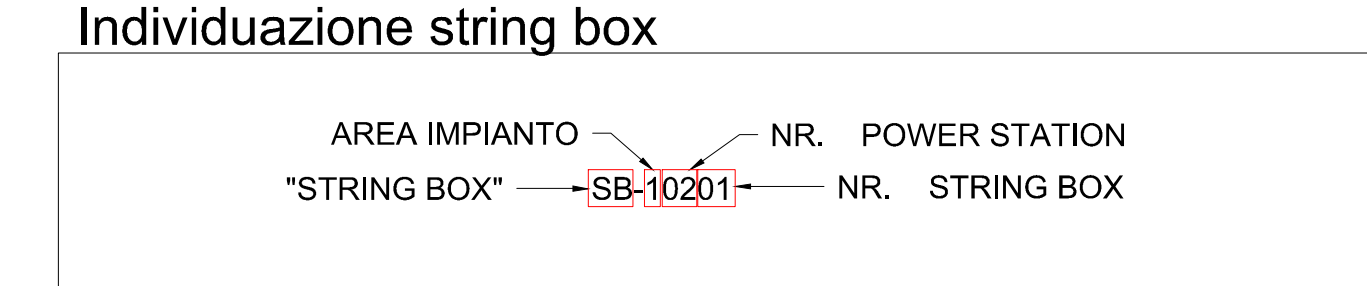 Individuazione string box
AREA IMPIANTO NR. POWER STATION
"STRING BOX" SB-10201 NR. STRING BOX